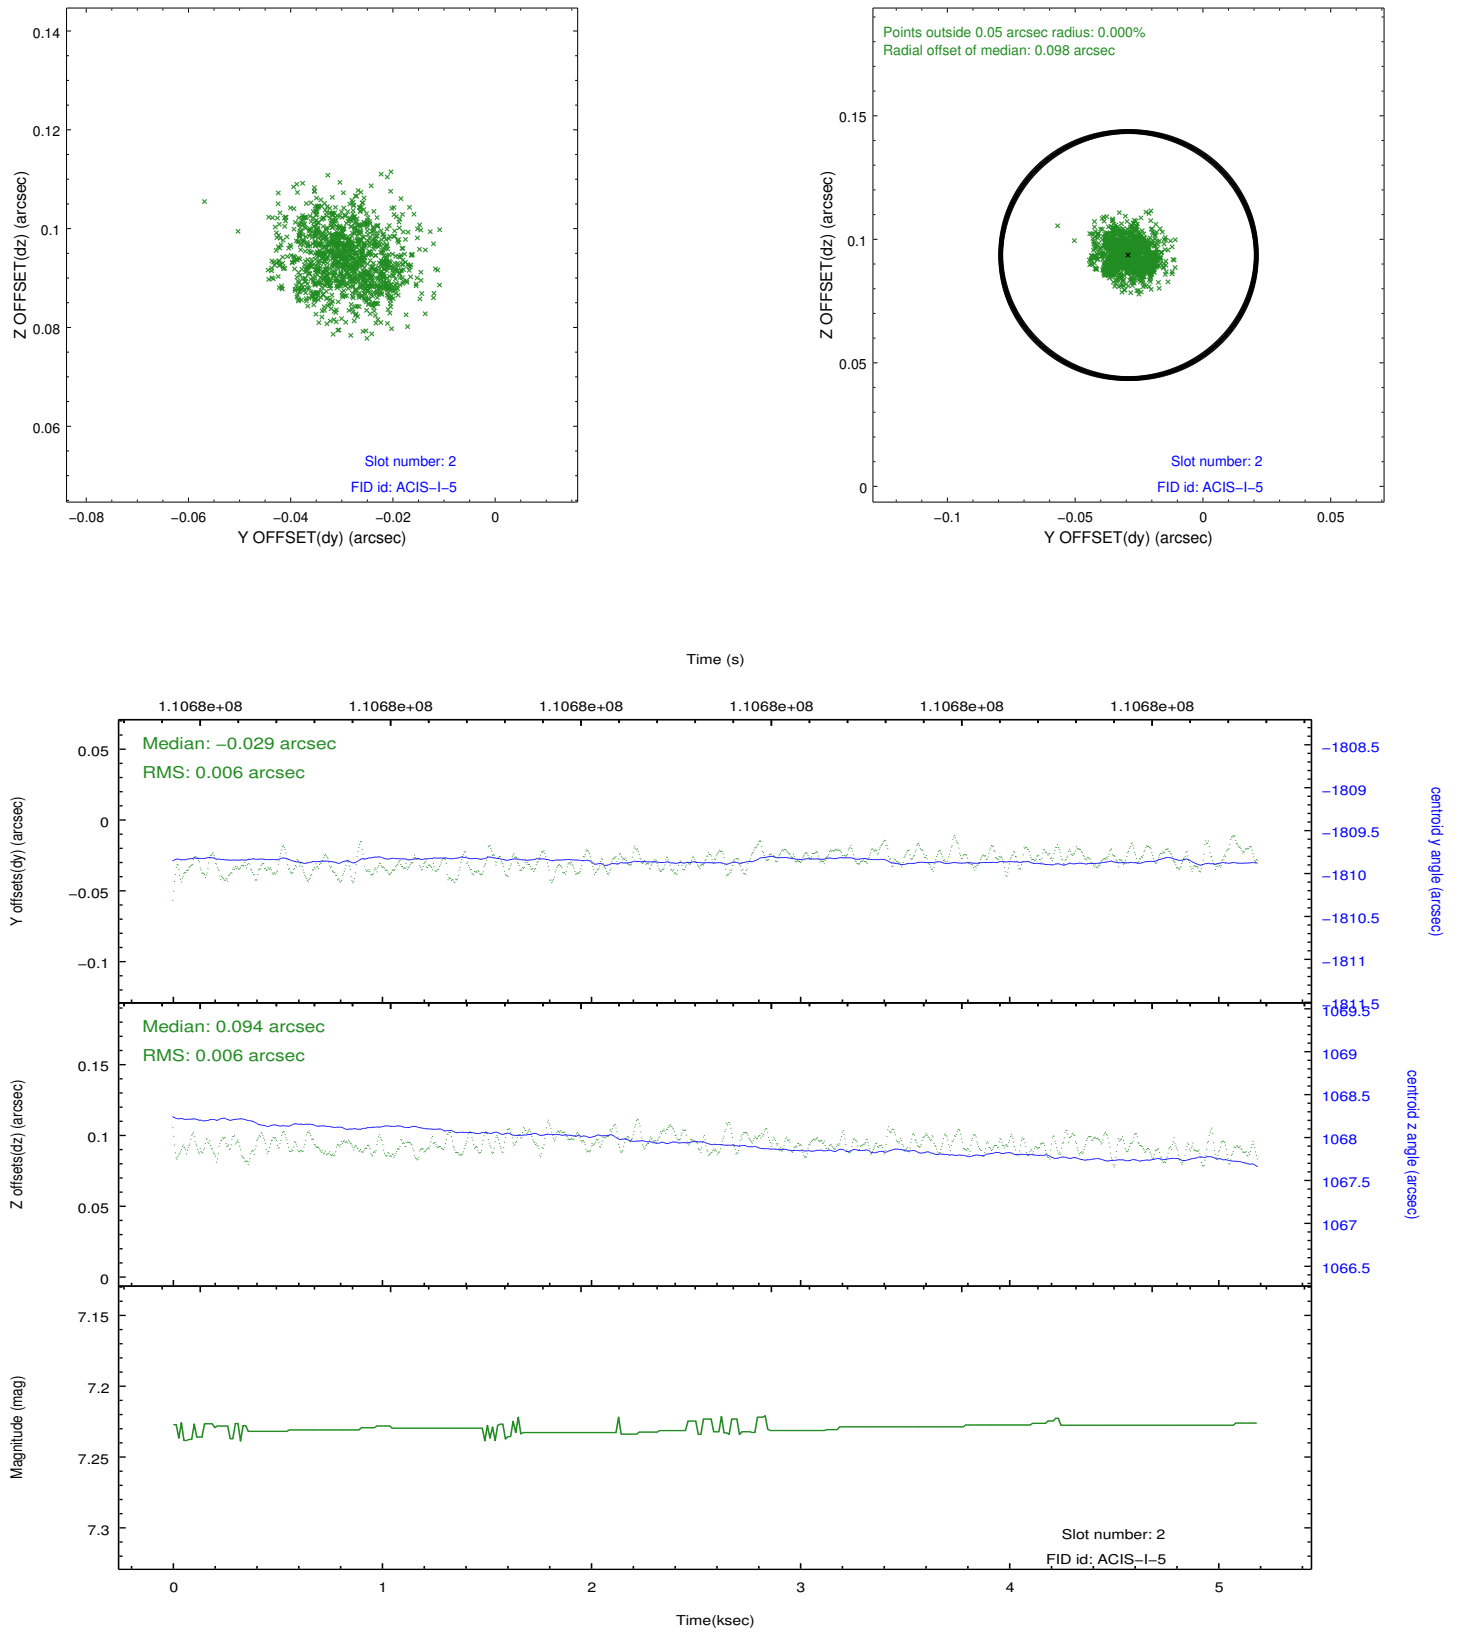 0.14
0.12
0.1
0.08
0.06
Z OFFSET(dz) (arcsec)
Slot number: 2
FID id: ACIS−I−5
−0.08
−0.06
−0.04
−0.02
0
Y OFFSET(dy) (arcsec)
Points outside 0.05 arcsec radius: 0.000%
Radial offset of median: 0.098 arcsec
0.15
0.1
0.05
0
Z OFFSET(dz) (arcsec)
Slot number: 2
FID id: ACIS−I−5
−0.1
−0.05
0
0.05
Y OFFSET(dy) (arcsec)
Time (s)
1.1068e+08
1.1068e+08
1.1068e+08
1.1068e+08
1.1068e+08
1.1068e+08
Median: −0.029 arcsec
RMS: 0.006 arcsec
0.05
0
−0.05
−0.1
Y offsets(dy) (arcsec)
−1808.5
−1809
−1809.5
−1810
−1810.5
−1811
−1811.5
centroid y angle (arcsec)
Median: 0.094 arcsec
RMS: 0.006 arcsec
0.15
0.1
0.05
0
Z offsets(dz) (arcsec)
1069.5
1069
1068.5
1068
1067.5
1067
1066.5
centroid z angle (arcsec)
7.15
7.2
7.25
7.3
Magnitude (mag)
Slot number: 2
FID id: ACIS−I−5
0
1
2
3
4
5
Time(ksec)